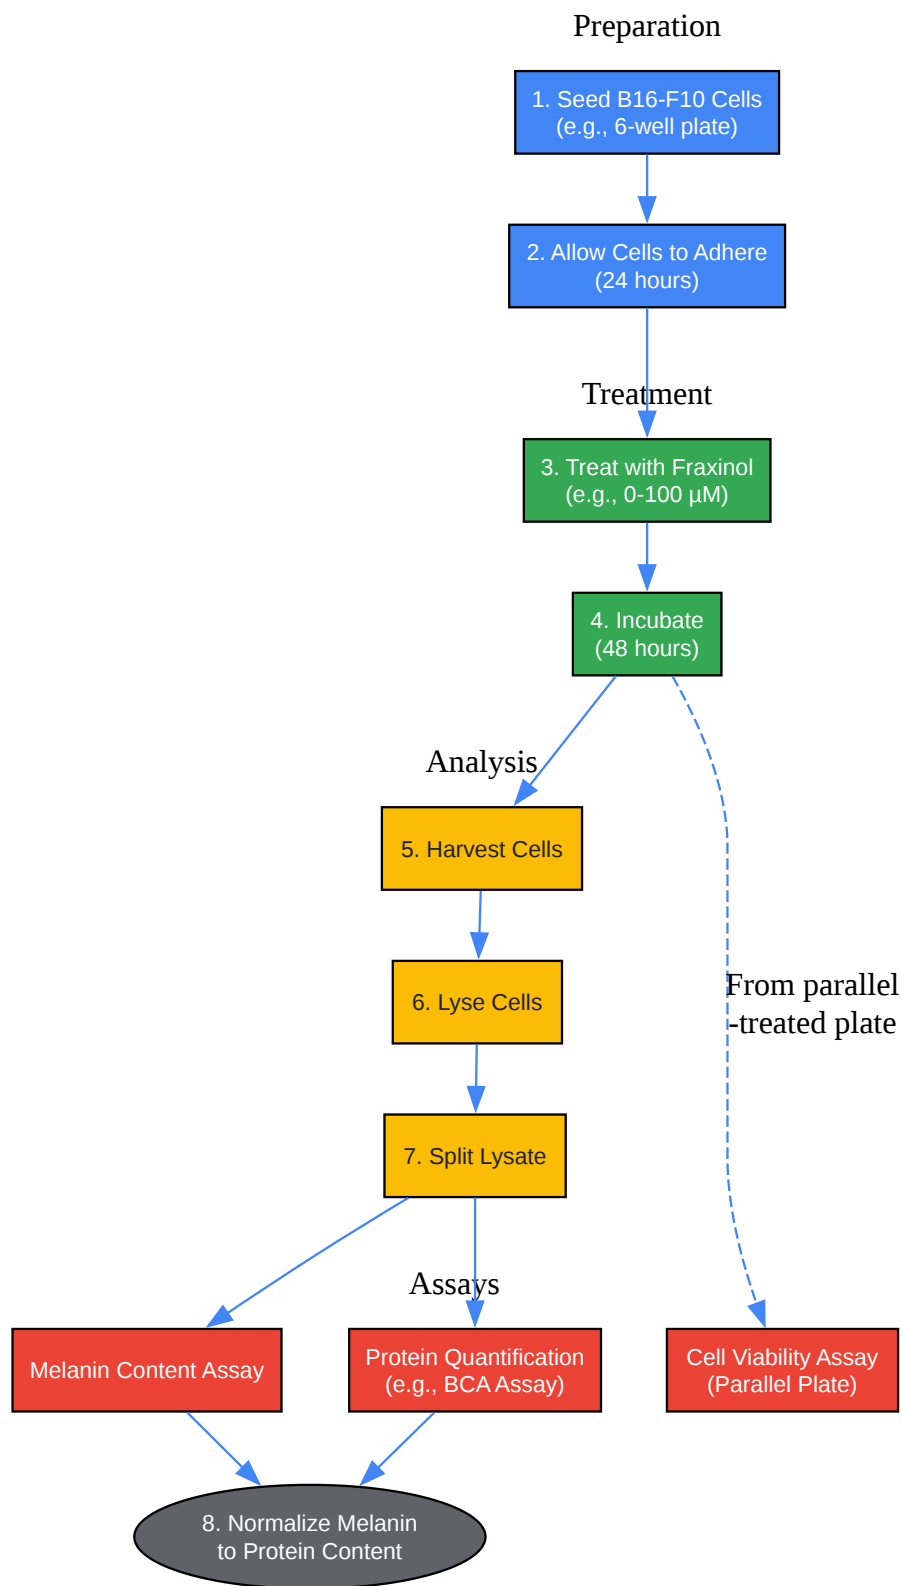 Preparation
1. Seed B16-F10 Cells
(e.g., 6-well plate)
2. Allow Cells to Adhere
(24 hours)
Treatment
3. Treat with Fraxinol
(e.g., 0-100 µM)
4. Incubate
(48 hours)
Analysis
5. Harvest Cells
6. Lyse Cells
From parallel
-treated plate
7. Split Lysate
Assays
Melanin Content Assay
Protein Quantification
(e.g., BCA Assay)
Cell Viability Assay
(Parallel Plate)
8. Normalize Melanin
to Protein Content